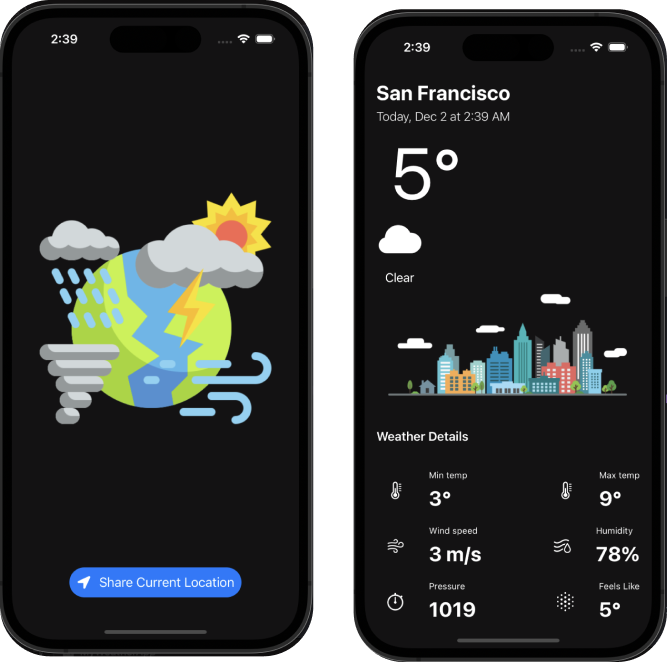 2:39
Share Current Location
2:39
San Francisco
Today, Dec 2 at 2:39 AM
5°
Clear
Weather Details
Min temp
3°
Max temp
9°
Wind speed
3 m/s
Humidity
78%
Pressure
1019
Feels Like
5°